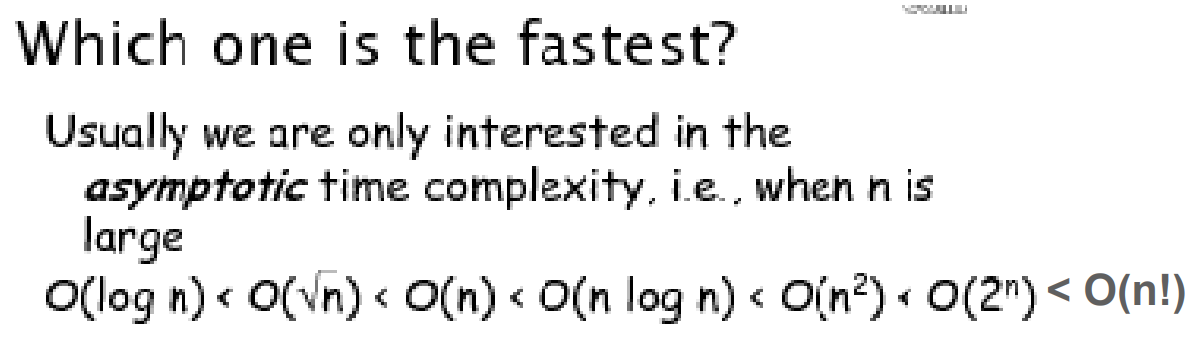 Which one is the fastest?
Usually we are only interested in the
asymptotic time complexity, i.e., when n is
large
O(log n) < O(√n) < O(n) < O(n log n) < O(n²) < O(2ⁿ) < O(n!)